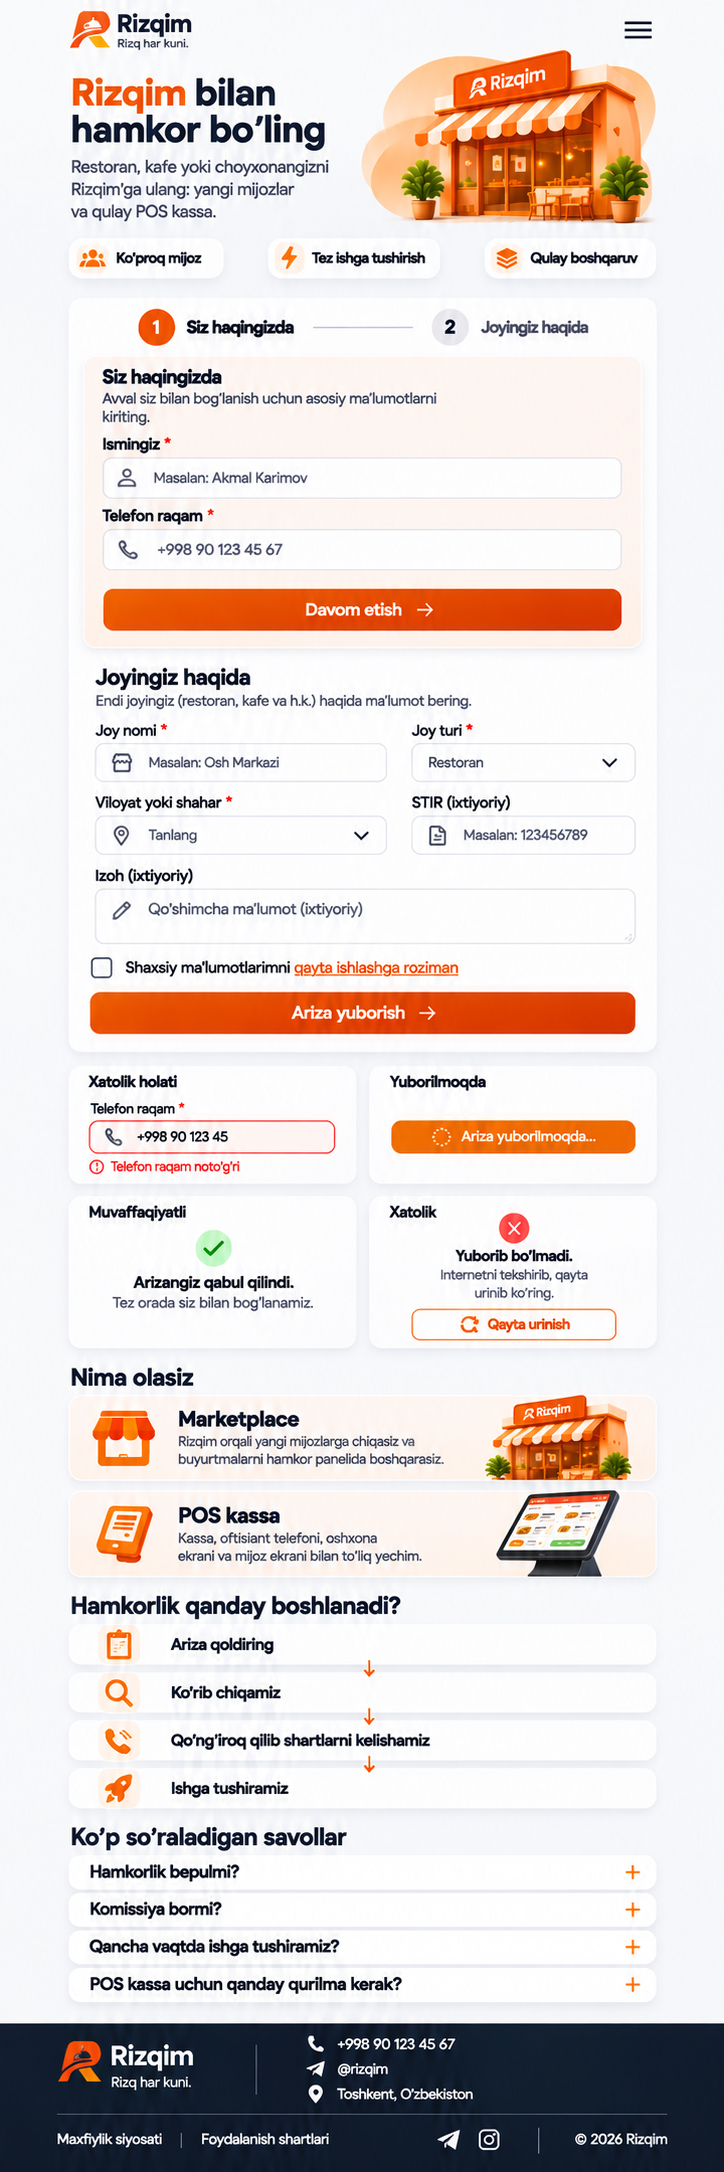 Rizqim
Rizq har kuni.
Rizqim
Rizqim bilan
hamkor bo'ling
Restoran, kafe yoki choyxonangizni
Rizqim'ga ulang: yangi mijozlar
va qulay POS kassa.
Ko'proq mijoz
Tez ishga tushirish
Qulay boshqaruv
1 Siz haqingizda
2 Joyingiz haqida
Siz haqingizda
Avval siz bilan bog'lanish uchun asosiy ma'lumotlarni
kiriting.
Ismingiz *
Masalan: Akmal Karimov
Telefon raqam *
+998 90 123 45 67
Davom etish →
Joyingiz haqida
Endi joyingiz (restoran, kafe va h.k.) haqida ma'lumot bering.
Joy nomi *
Joy turi *
Masalan: Osh Markazi
Restoran
Viloyat yoki shahar *
STIR (ixtiyoriy)
Tanlang
Masalan: 123456789
Izoh (ixtiyoriy)
Qo'shimcha ma'lumot (ixtiyoriy)
Shaxsiy ma'lumotlarimni qayta ishlashga roziman
Ariza yuborish →
Xatolik holati
Telefon raqam *
+998 90 123 45
Telefon raqam noto'g'ri
Yuborilmoqda
Ariza yuborilmoqda...
Muvaffaqiyatli
Arizangiz qabul qilindi.
Tez orada siz bilan bog'lanamiz.
Xatolik
Yuborib bo'lmadi.
Internetni tekshirib, qayta
urinib ko'ring.
Qayta urinish
Nima olasiz
Marketplace
Rizqim orqali yangi mijozlarga chiqasiz va
buyurtmalarni hamkor panelida boshqarasiz.
Rizqim
POS kassa
Kassa, oftisiant telefoni, oshxona
ekrani va mijoz ekrani bilan to'liq yechim.
Hamkorlik qanday boshlanadi?
Ariza qoldiring
Ko'rib chiqamiz
Qo'ng'iroq qilib shartlarni kelishamiz
Ishga tushiramiz
Ko'p so'raladigan savollar
Hamkorlik bepulmi? +
Komissiya bormi? +
Qancha vaqtda ishga tushiramiz? +
POS kassa uchun qanday qurilma kerak? +
Rizqim
Rizq har kuni.
+998 90 123 45 67
@rizqim
Toshkent, O'zbekiston
Maxfiylik siyosati | Foydalanish shartlari
© 2026 Rizqim